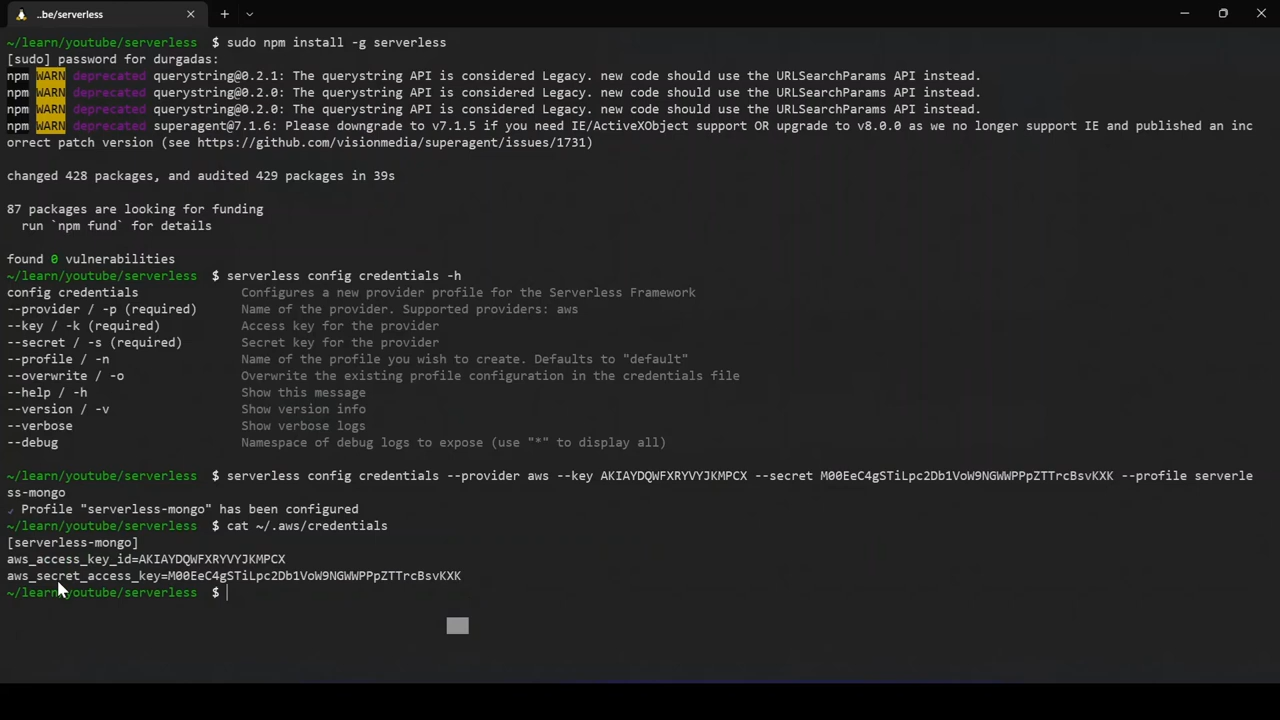 ..be/serverless
~/learn/youtube/serverless $ sudo npm install -g serverless
[sudo] password for durgadas:
npm WARN deprecated querystring@0.2.1: The querystring API is considered Legacy. new code should use the URLSearchParams API instead.
npm WARN deprecated querystring@0.2.0: The querystring API is considered Legacy. new code should use the URLSearchParams API instead.
npm WARN deprecated querystring@0.2.0: The querystring API is considered Legacy. new code should use the URLSearchParams API instead.
npm WARN deprecated superagent@7.1.6: Please downgrade to v7.1.5 if you need IE/ActiveXObject support OR upgrade to v8.0.0 as we no longer support IE and published an inc
orrect patch version (see https://github.com/visionmedia/superagent/issues/1731)
changed 428 packages, and audited 429 packages in 39s
87 packages are looking for funding
run `npm fund` for details
found 0 vulnerabilities
~/learn/youtube/serverless $ serverless config credentials -h
config credentials Configures a new provider profile for the Serverless Framework
--provider / -p (required) Name of the provider. Supported providers: aws
--key / -k (required) Access key for the provider
--secret / -s (required) Secret key for the provider
--profile / -n Name of the profile you wish to create. Defaults to "default"
--overwrite / -o Overwrite the existing profile configuration in the credentials file
--help / -h Show this message
--version / -v Show version info
--verbose Show verbose logs
--debug Namespace of debug logs to expose (use "*" to display all)
~/learn/youtube/serverless $ serverless config credentials --provider aws --key AKIAYDQWFXRYVYJKMPCX --secret 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 --profile serverle
ss-mongo
✓ Profile "serverless-mongo" has been configured
~/learn/youtube/serverless $ cat ~/.aws/credentials
[serverless-mongo]
aws_access_key_id=AKIAYDQWFXRYVYJKMPCX
aws_secret_access_key=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
~/learn/youtube/serverless $